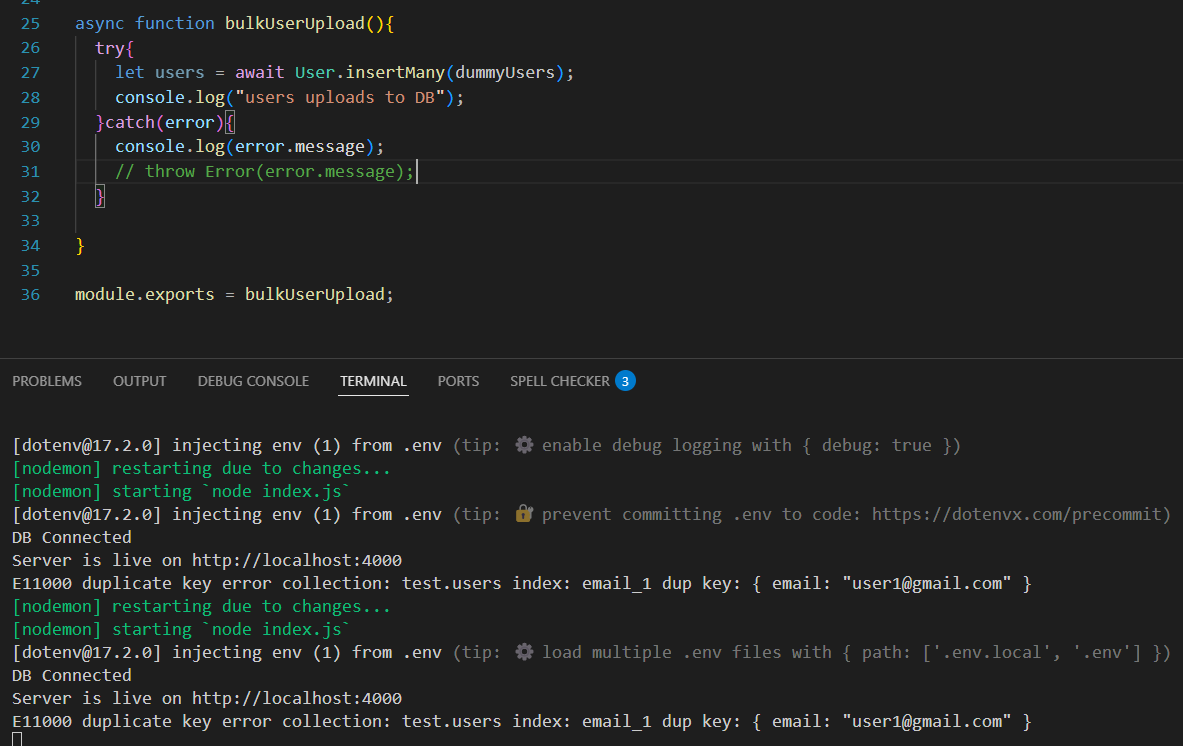 24
25 async function bulkUserUpload(){
26 try{
27 let users = await User.insertMany(dummyUsers);
28 console.log("users uploads to DB");
29 }catch(error){
30 console.log(error.message);
31 // throw Error(error.message);
32 }
33
34 }
35
36 module.exports = bulkUserUpload;
PROBLEMS OUTPUT DEBUG CONSOLE TERMINAL PORTS SPELL CHECKER 3
[dotenv@17.2.0] injecting env (1) from .env (tip: ⚙️ enable debug logging with { debug: true })
[nodemon] restarting due to changes...
[nodemon] starting `node index.js`
[dotenv@17.2.0] injecting env (1) from .env (tip: 🔐 prevent committing .env to code: https://dotenvx.com/precommit)
DB Connected
Server is live on http://localhost:4000
E11000 duplicate key error collection: test.users index: email_1 dup key: { email: "user1@gmail.com" }
[nodemon] restarting due to changes...
[nodemon] starting `node index.js`
[dotenv@17.2.0] injecting env (1) from .env (tip: ⚙️ load multiple .env files with { path: ['.env.local', '.env'] })
DB Connected
Server is live on http://localhost:4000
E11000 duplicate key error collection: test.users index: email_1 dup key: { email: "user1@gmail.com" }